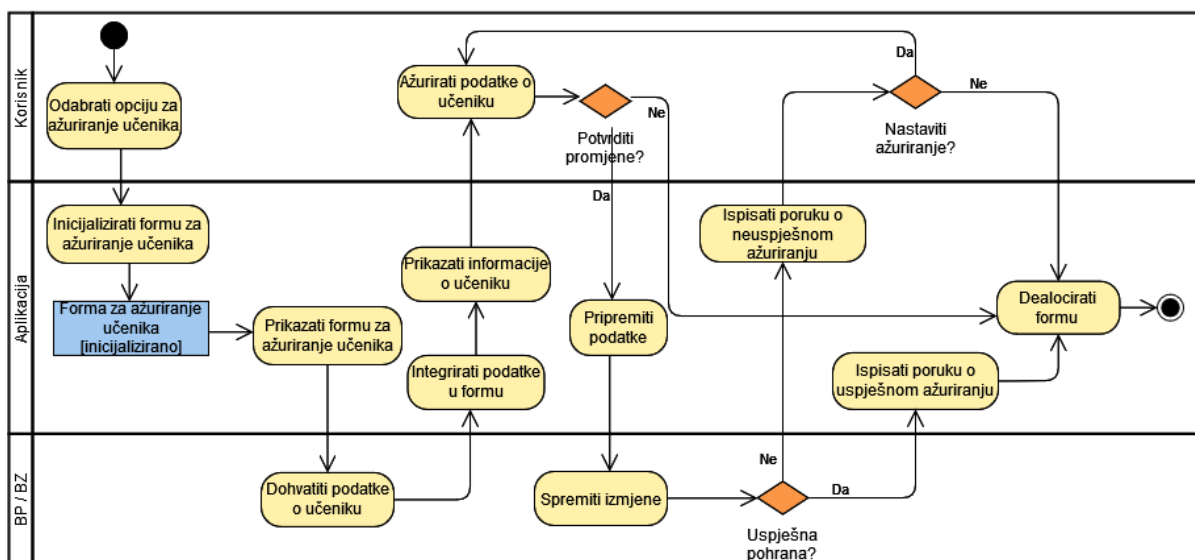 Korisnik
Odabrati opciju za
ažuriranje učenika
Ažurirati podatke o
učeniku
Potvrditi
promjene?
Ne
Da
Da
Ne
Nastaviti
ažuriranje?
Aplikacija
Inicijalizirati formu za
ažuriranje učenika
Forma za ažuriranje
učenika
[inicijalizirano]
Prikazati formu za
ažuriranje učenika
Prikazati informacije
o učeniku
Integrirati podatke
u formu
Pripremiti
podatke
Ispisati poruku o
neuspješnom
ažuriranju
Dealocirati
formu
Ispisati poruku o
uspješnom ažuriranju
BP / BZ
Dohvatiti podatke
o učeniku
Spremiti izmjene
Ne
Da
Uspješna
pohrana?